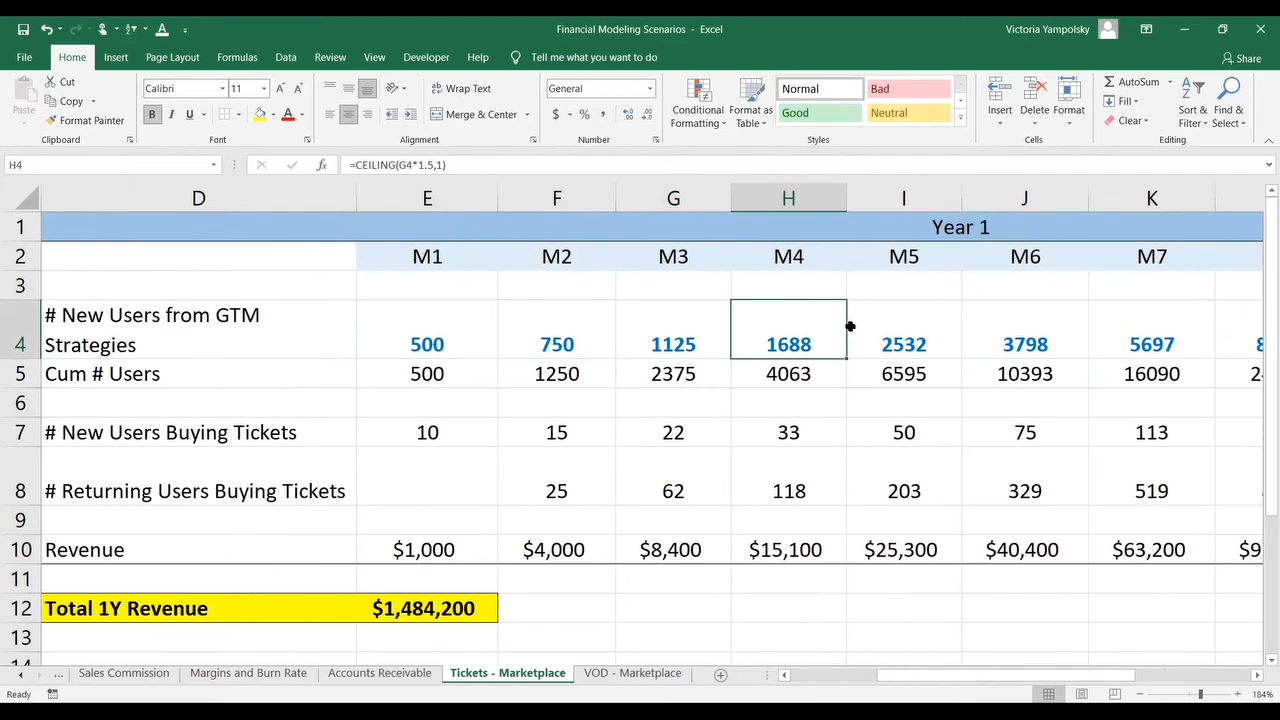 Financial Modeling Scenarios - Excel
Victoria Yampolsky
File Home Insert Page Layout Formulas Data Review View Developer Help Tell me what you want to do
Share
Paste
Cut
Copy
Format Painter
Clipboard
Calibri 11
B I U
Font
Wrap Text
Merge & Center
Alignment
General
$ % ,
Number
Conditional Formatting
Format as Table
Normal Bad
Good Neutral
Styles
Insert Delete Format
Cells
AutoSum
Fill
Clear
Sort & Filter
Find & Select
Editing
H4 fx =CEILING(G4*1.5,1)
D E F G H I J K
1 Year 1
2 M1 M2 M3 M4 M5 M6 M7
3
# New Users from GTM
4 Strategies 500 750 1125 1688 2532 3798 5697 8
5 Cum # Users 500 1250 2375 4063 6595 10393 16090 2
6
7 # New Users Buying Tickets 10 15 22 33 50 75 113
8 # Returning Users Buying Tickets 25 62 118 203 329 519
9
10 Revenue $1,000 $4,000 $8,400 $15,100 $25,300 $40,400 $63,200 $9
11
12 Total 1Y Revenue $1,484,200
13
14
... Sales Commission Margins and Burn Rate Accounts Receivable Tickets - Marketplace VOD - Marketplace
Ready 184%